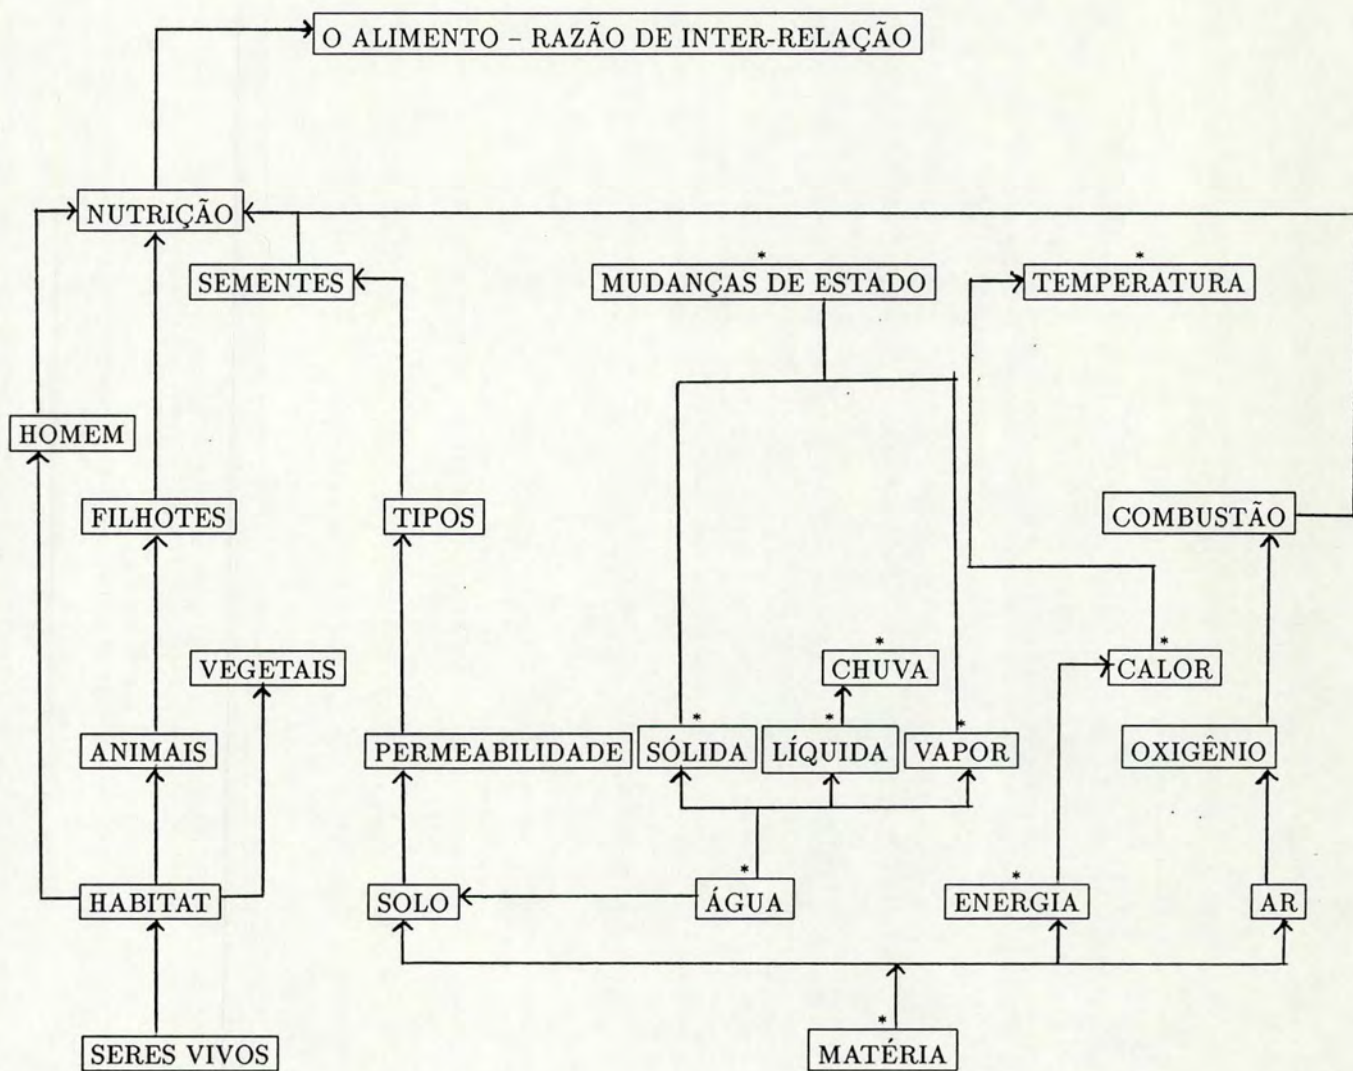 O ALIMENTO – RAZÃO DE INTER-RELAÇÃO
NUTRIÇÃO
SEMENTES
*
MUDANÇAS DE ESTADO
*
TEMPERATURA
HOMEM
FILHOTES
TIPOS
COMBUSTÃO
VEGETAIS
*
CHUVA
*
CALOR
ANIMAIS
PERMEABILIDADE
*
SÓLIDA
*
LÍQUIDA
*
VAPOR
OXIGÊNIO
HABITAT
SOLO
*
ÁGUA
*
ENERGIA
AR
SERES VIVOS
*
MATÉRIA